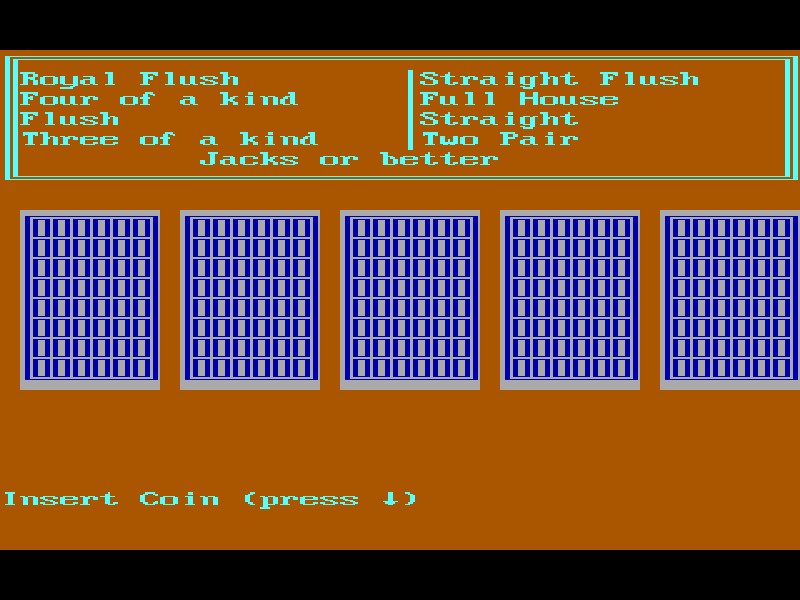 Royal Flush Straight Flush
Four of a kind Full House
Flush Straight
Three of a kind Two Pair
Jacks or better
Insert Coin (press ↓)